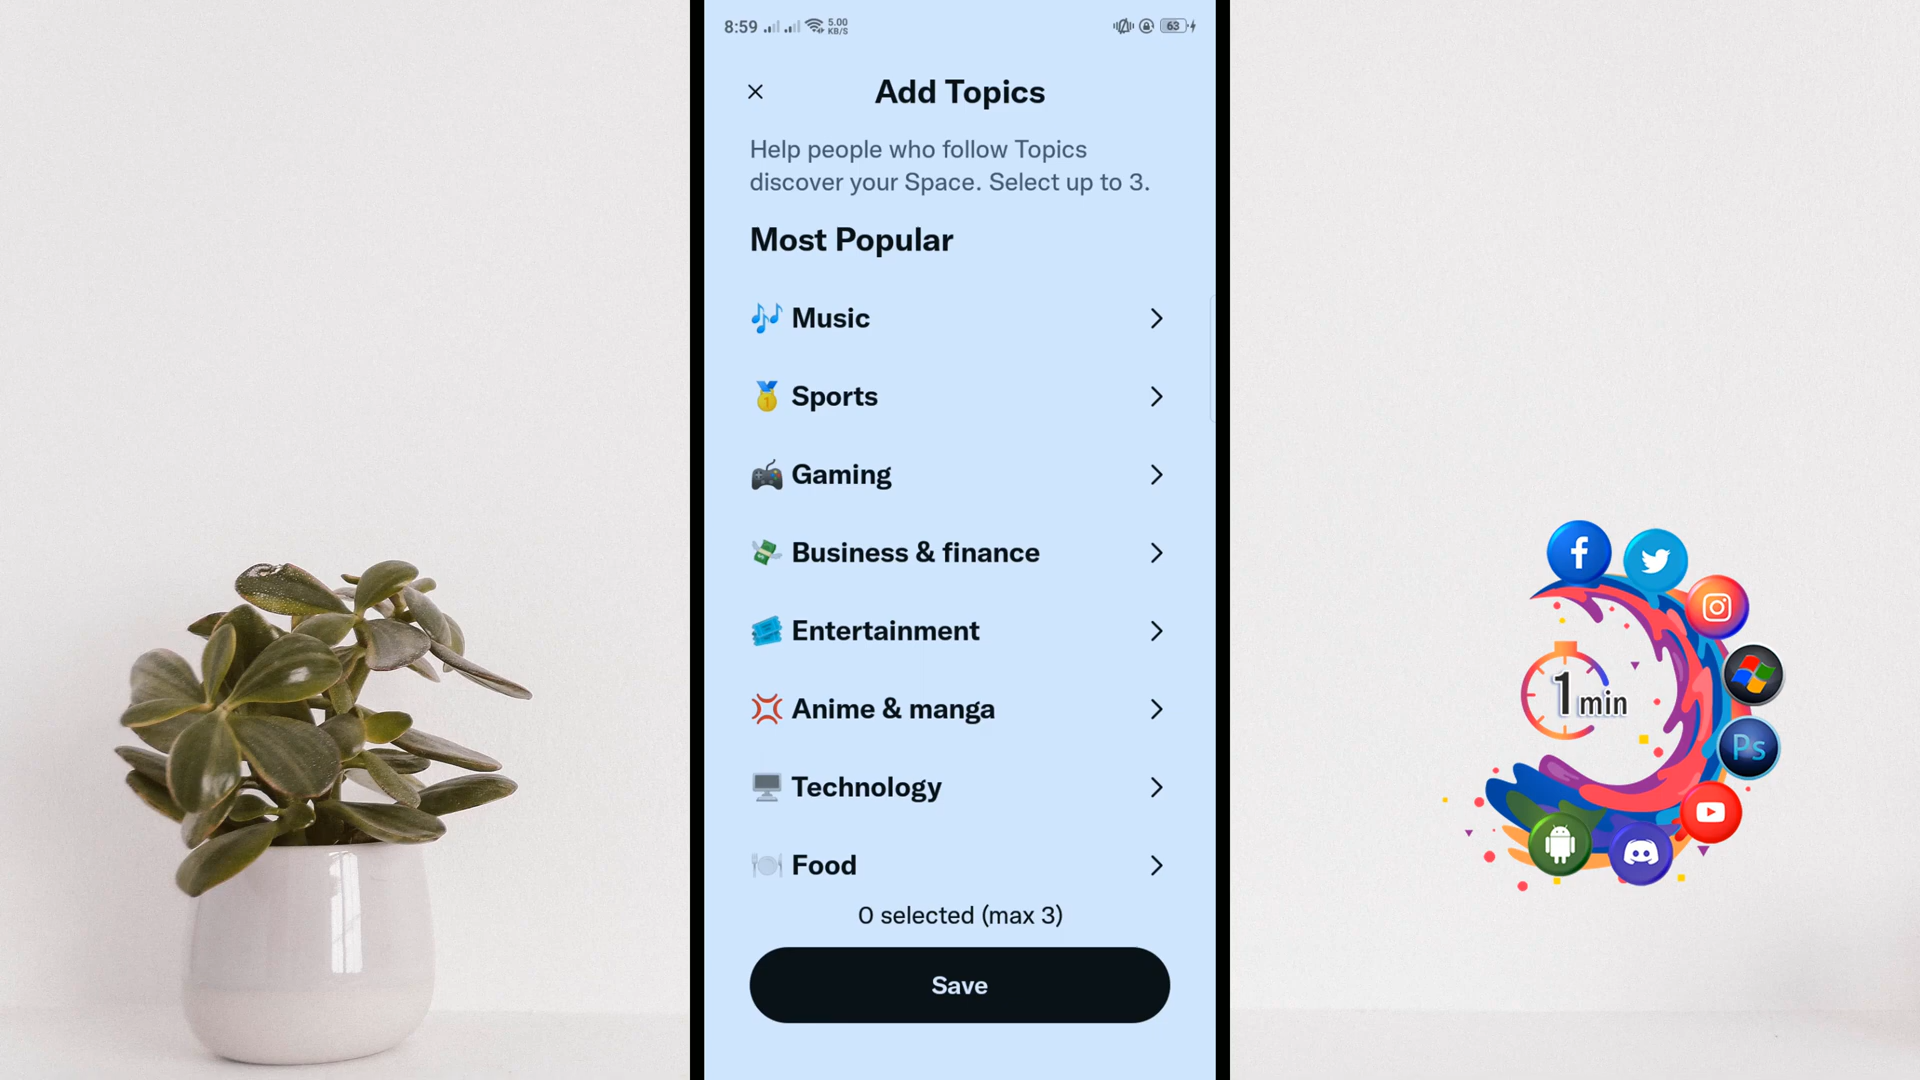 8:59
5.00
KB/S
63
Add Topics
Help people who follow Topics
discover your Space. Select up to 3.
Most Popular
Music
Sports
Gaming
Business & finance
Entertainment
Anime & manga
Technology
Food
0 selected (max 3)
Save
1 min
Ps